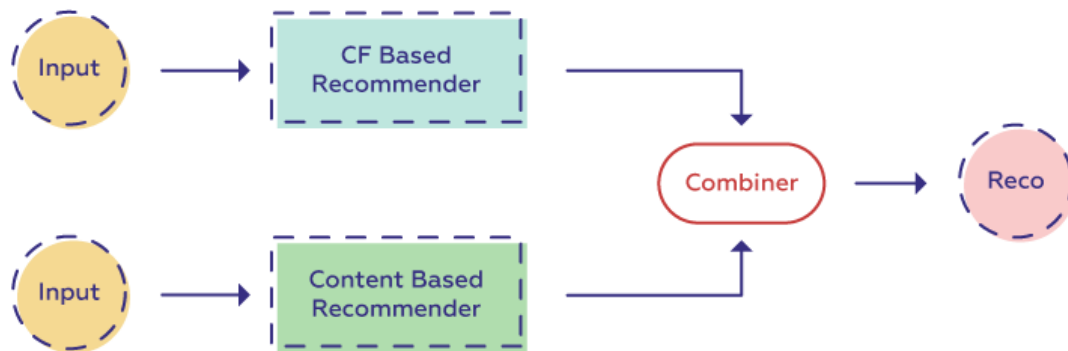 Input
CF Based
Recommender
Combiner
Reco
Input
Content Based
Recommender